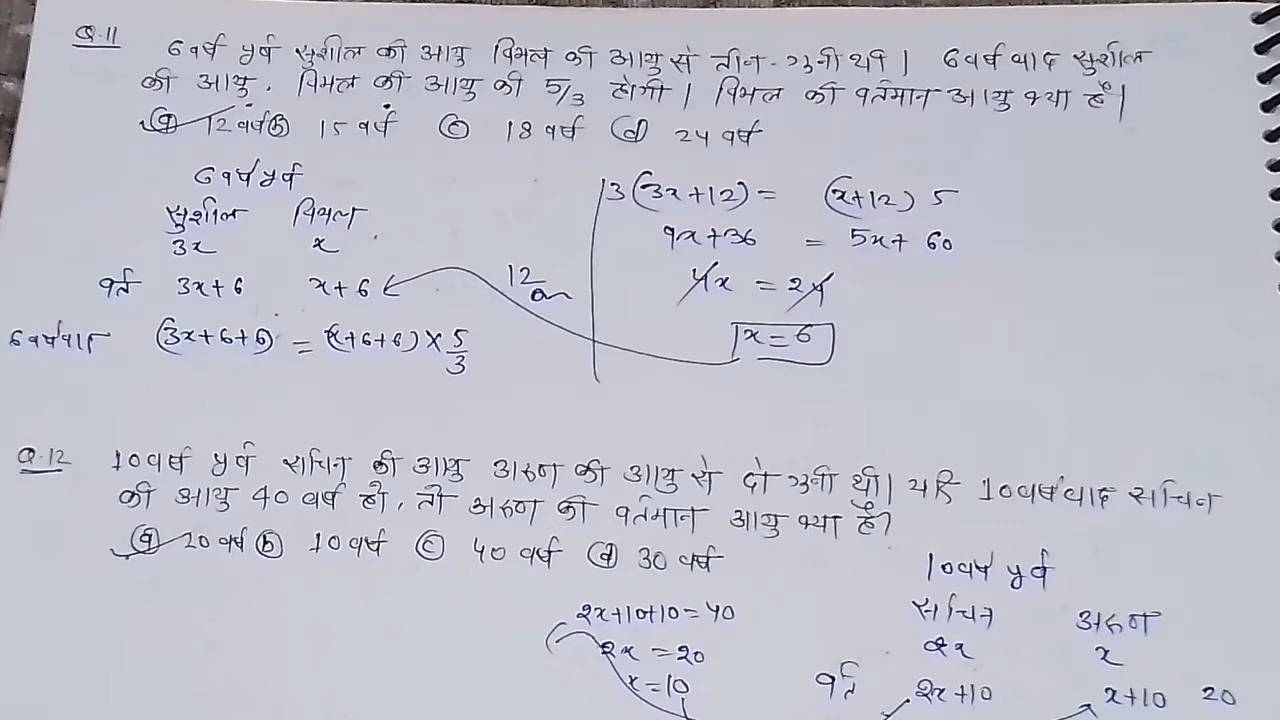 Q.11
6 वर्ष पूर्व सुशील की आयु विमल की आयु से तीन-गुनी थी। 6 वर्ष बाद सुशील
की आयु, विमल की आयु की 5/3 होगी। विमल की वर्तमान आयु क्या है।
(a) 12 वर्ष (b) 15 वर्ष (c) 18 वर्ष (d) 24 वर्ष
6 वर्ष पूर्व
सुशील विमल
3x x
वर्त 3x+6 x+6
12
6 वर्ष बाद (3x+6+6) = (x+6+6) × 5/3
3(3x+12) = (x+12) 5
9x+36 = 5x+60
4x = 24
x = 6
Q.12
10 वर्ष पूर्व सचिन की आयु अरुण की आयु से दो गुनी थी। यदि 10 वर्ष बाद सचिन
की आयु 40 वर्ष हो, तो अरुण की वर्तमान आयु क्या है?
(a) 20 वर्ष (b) 10 वर्ष (c) 40 वर्ष (d) 30 वर्ष
2x+10+10=40
2x = 20
x=10
10 वर्ष पूर्व
सचिन अरुण
2x x
वर्त 2x+10 x+10 20